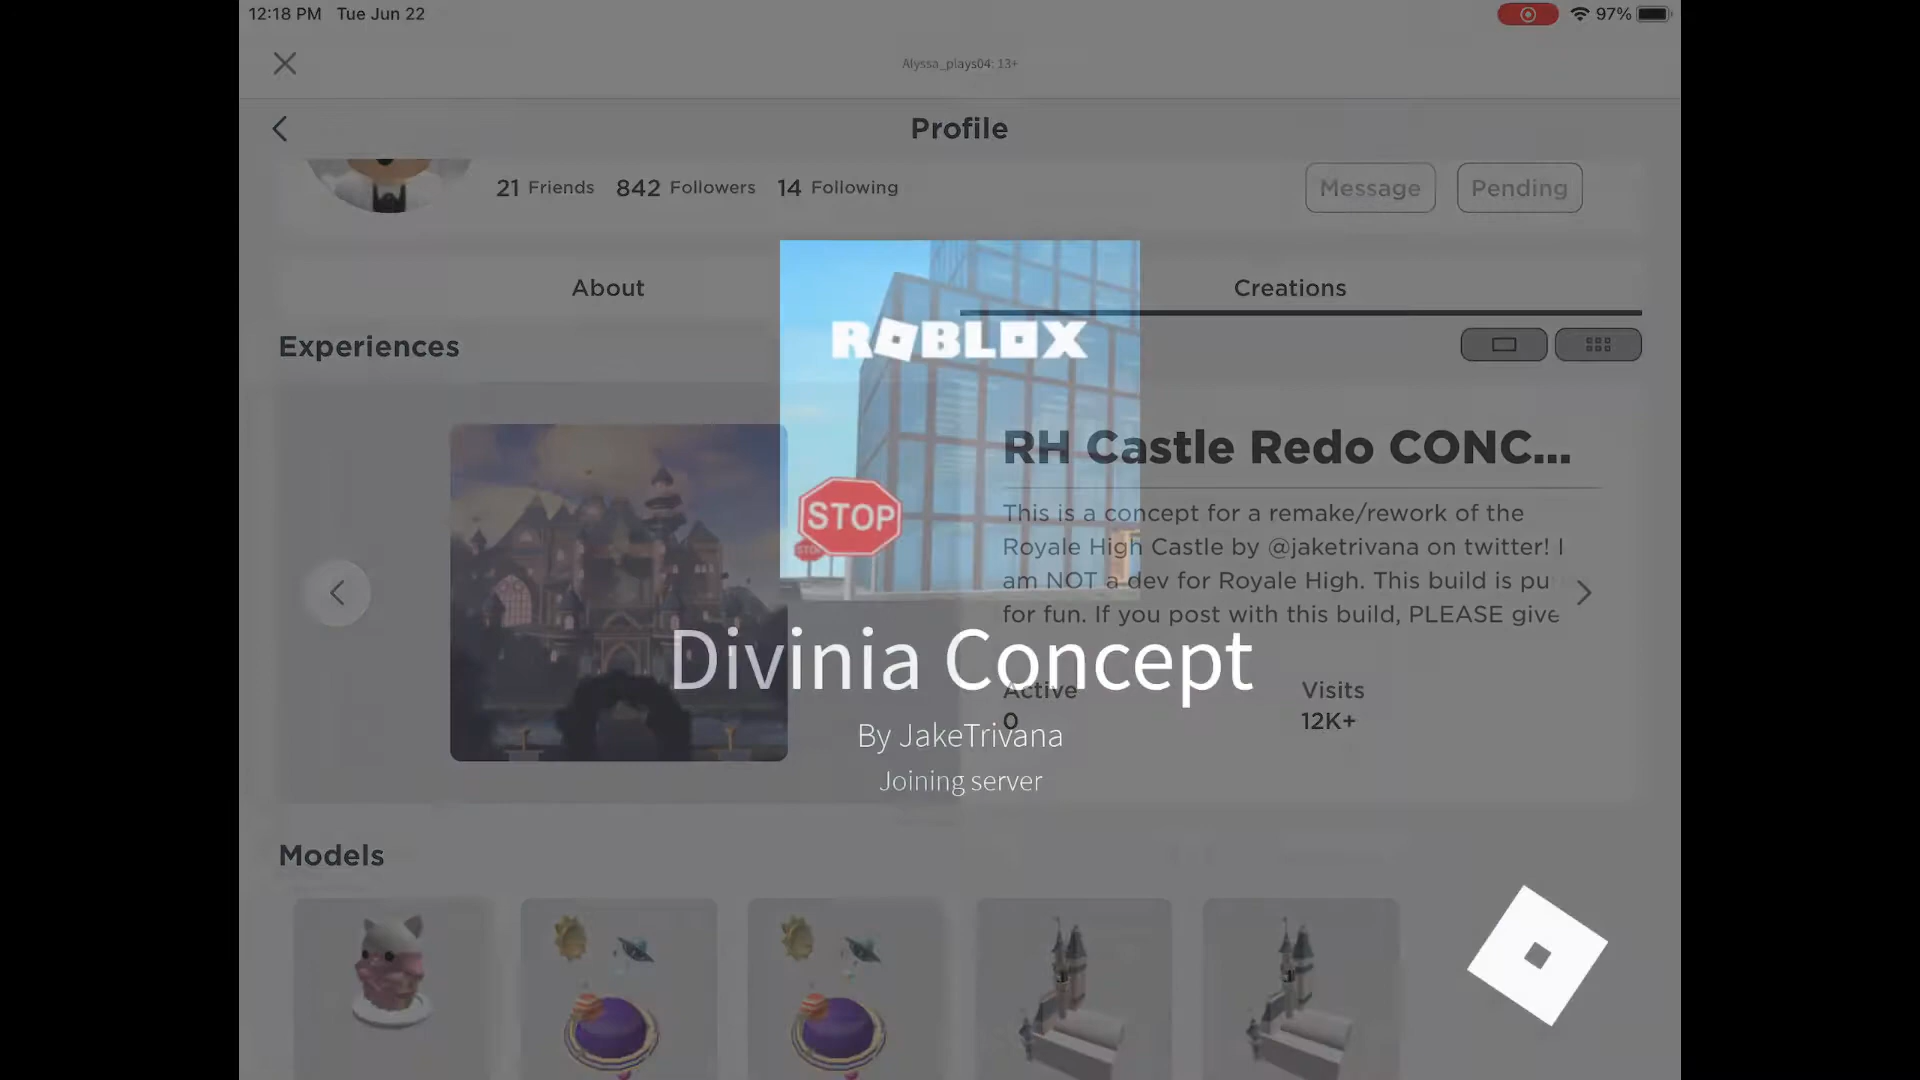 12:18 PM Tue Jun 22
97%
Alyssa_plays04: 13+
Profile
21 Friends 842 Followers 14 Following
Message
Pending
About
Creations
Experiences
ROBLOX
STOP
STOP
RH Castle Redo CONC...
This is a concept for a remake/rework of the
Royale High Castle by @jaketrivana on twitter! I
am NOT a dev for Royale High. This build is pu
for fun. If you post with this build, PLEASE give
Divinia Concept
Active
Visits
0
12K+
By JakeTrivana
Joining server
Models